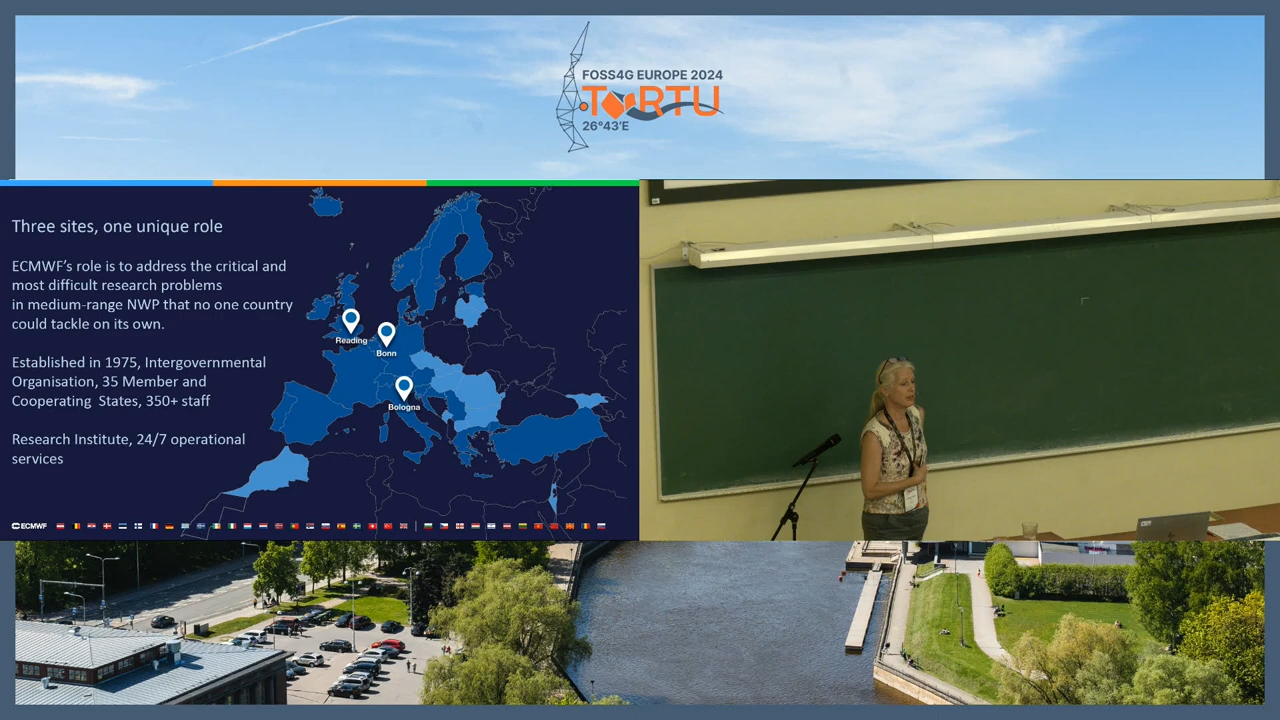 FOSS4G EUROPE 2024
TARTU
26°43'E
Three sites, one unique role
ECMWF's role is to address the critical and
most difficult research problems
in medium-range NWP that no one country
could tackle on its own.
Established in 1975, Intergovernmental
Organisation, 35 Member and
Cooperating States, 350+ staff
Research Institute, 24/7 operational
services
Reading
Bonn
Bologna
ECMWF